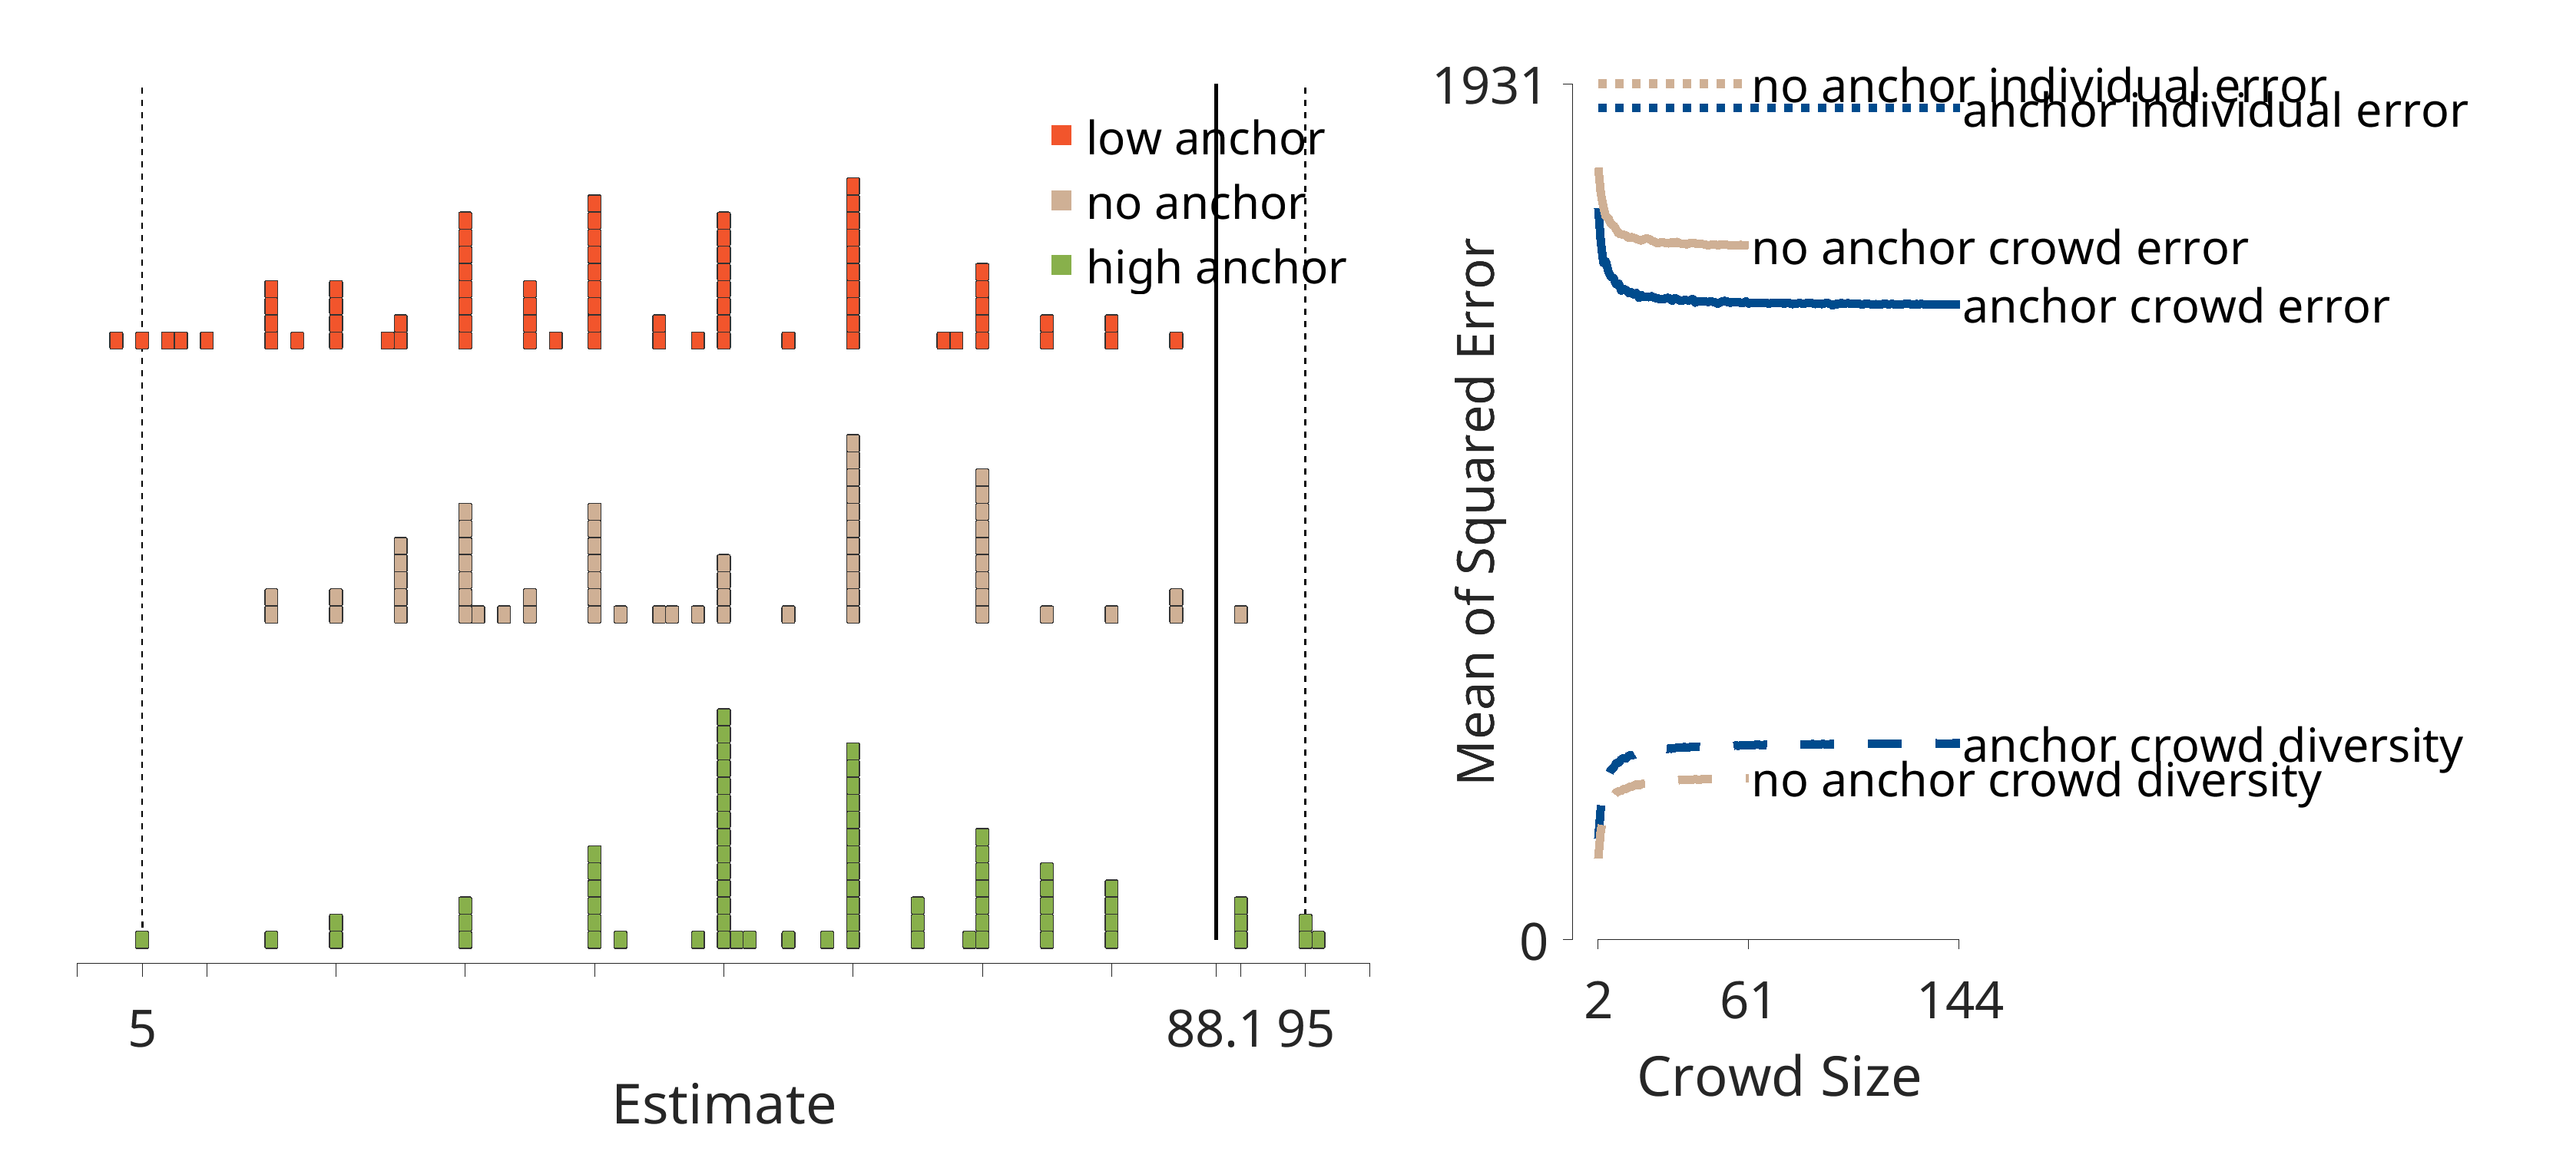 low anchor
no anchor
high anchor
5
88.1
95
Estimate
1931
0
Mean of Squared Error
no anchor individual error
anchor individual error
no anchor crowd error
anchor crowd error
anchor crowd diversity
no anchor crowd diversity
2
61
144
Crowd Size